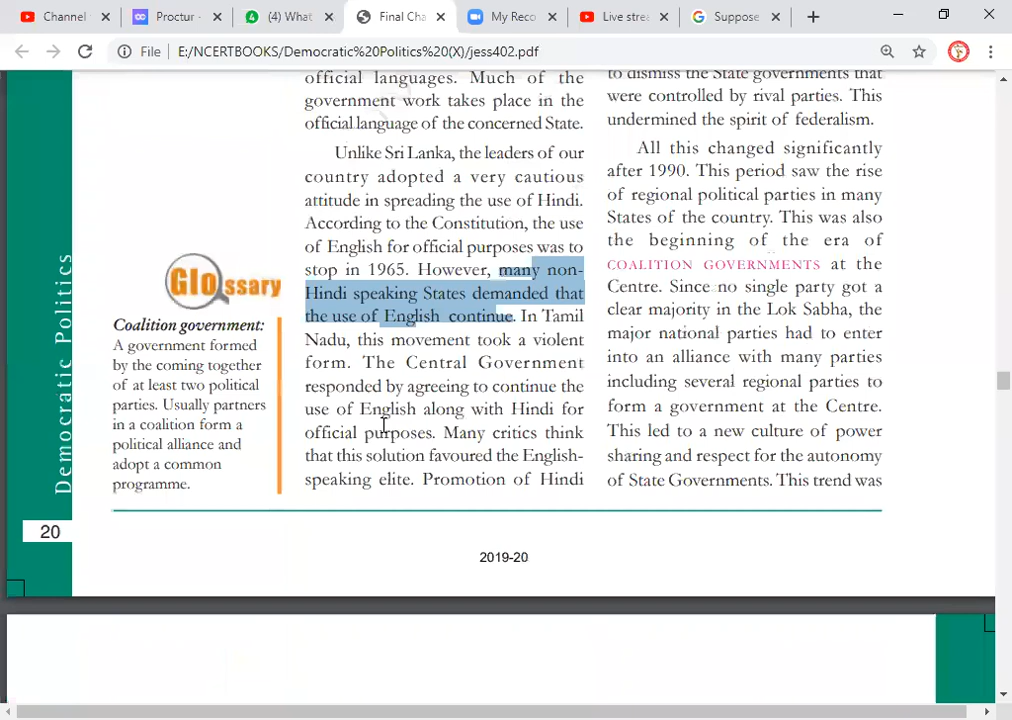 Channel
Proctur -
(4) What
Final Cha
My Reco
Live strea
Suppose
File
E:/NCERTBOOKS/Democratic%20Politics%20(X)/jess402.pdf
official languages. Much of the
government work takes place in the
official language of the concerned State.
Unlike Sri Lanka, the leaders of our
country adopted a very cautious
attitude in spreading the use of Hindi.
According to the Constitution, the use
of English for official purposes was to
stop in 1965. However, many non-
Hindi speaking States demanded that
the use of English continue. In Tamil
Nadu, this movement took a violent
form. The Central Government
responded by agreeing to continue the
use of English along with Hindi for
official purposes. Many critics think
that this solution favoured the English-
speaking elite. Promotion of Hindi
to dismiss the State governments that
were controlled by rival parties. This
undermined the spirit of federalism.
All this changed significantly
after 1990. This period saw the rise
of regional political parties in many
States of the country. This was also
the beginning of the era of
COALITION GOVERNMENTS at the
Centre. Since no single party got a
clear majority in the Lok Sabha, the
major national parties had to enter
into an alliance with many parties
including several regional parties to
form a government at the Centre.
This led to a new culture of power
sharing and respect for the autonomy
of State Governments. This trend was
Glossary
Coalition government:
A government formed
by the coming together
of at least two political
parties. Usually partners
in a coalition form a
political alliance and
adopt a common
programme.
Democratic Politics
20
2019-20